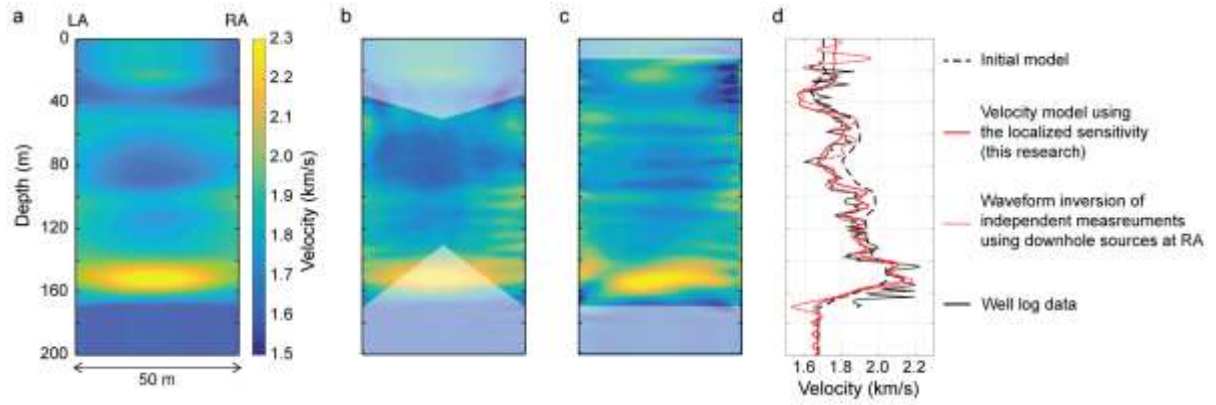 a
LA
RA
b
c
d
0
40
80
120
160
200
Depth (m)
50 m
2.3
2.2
2.1
2.0
1.9
1.8
1.7
1.6
1.5
Velocity (km/s)
1.6
1.8
2.0
2.2
Velocity (km/s)
Initial model
Velocity model using
the localized sensitivity
(this research)
Waveform inversion of
independent measreuments
using downhole sources at RA
Well log data